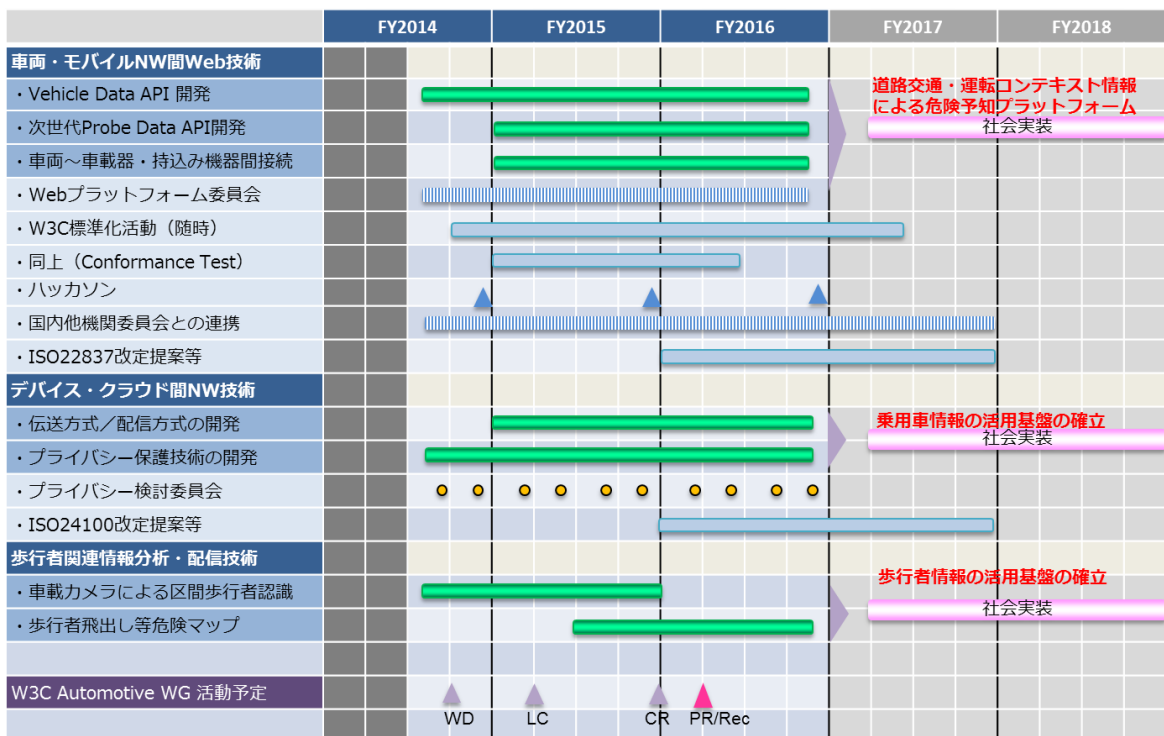 FY2014 FY2015 FY2016 FY2017 FY2018
車両・モバイルNW間Web技術
・Vehicle Data API 開発
道路交通・運転コンテキスト情報
による危険予知プラットフォーム
・次世代Probe Data API開発
社会実装
・車両～車載器・持込み機器間接続
・Webプラットフォーム委員会
・W3C標準化活動（随時）
・同上（Conformance Test）
・ハッカソン
・国内他機関委員会との連携
・ISO22837改定提案等
デバイス・クラウド間NW技術
・伝送方式／配信方式の開発
乗用車情報の活用基盤の確立
社会実装
・プライバシー保護技術の開発
・プライバシー検討委員会
・ISO24100改定提案等
歩行者関連情報分析・配信技術
歩行者情報の活用基盤の確立
・車載カメラによる区間歩行者認識
社会実装
・歩行者飛出し等危険マップ
W3C Automotive WG 活動予定
WD LC CR PR/Rec